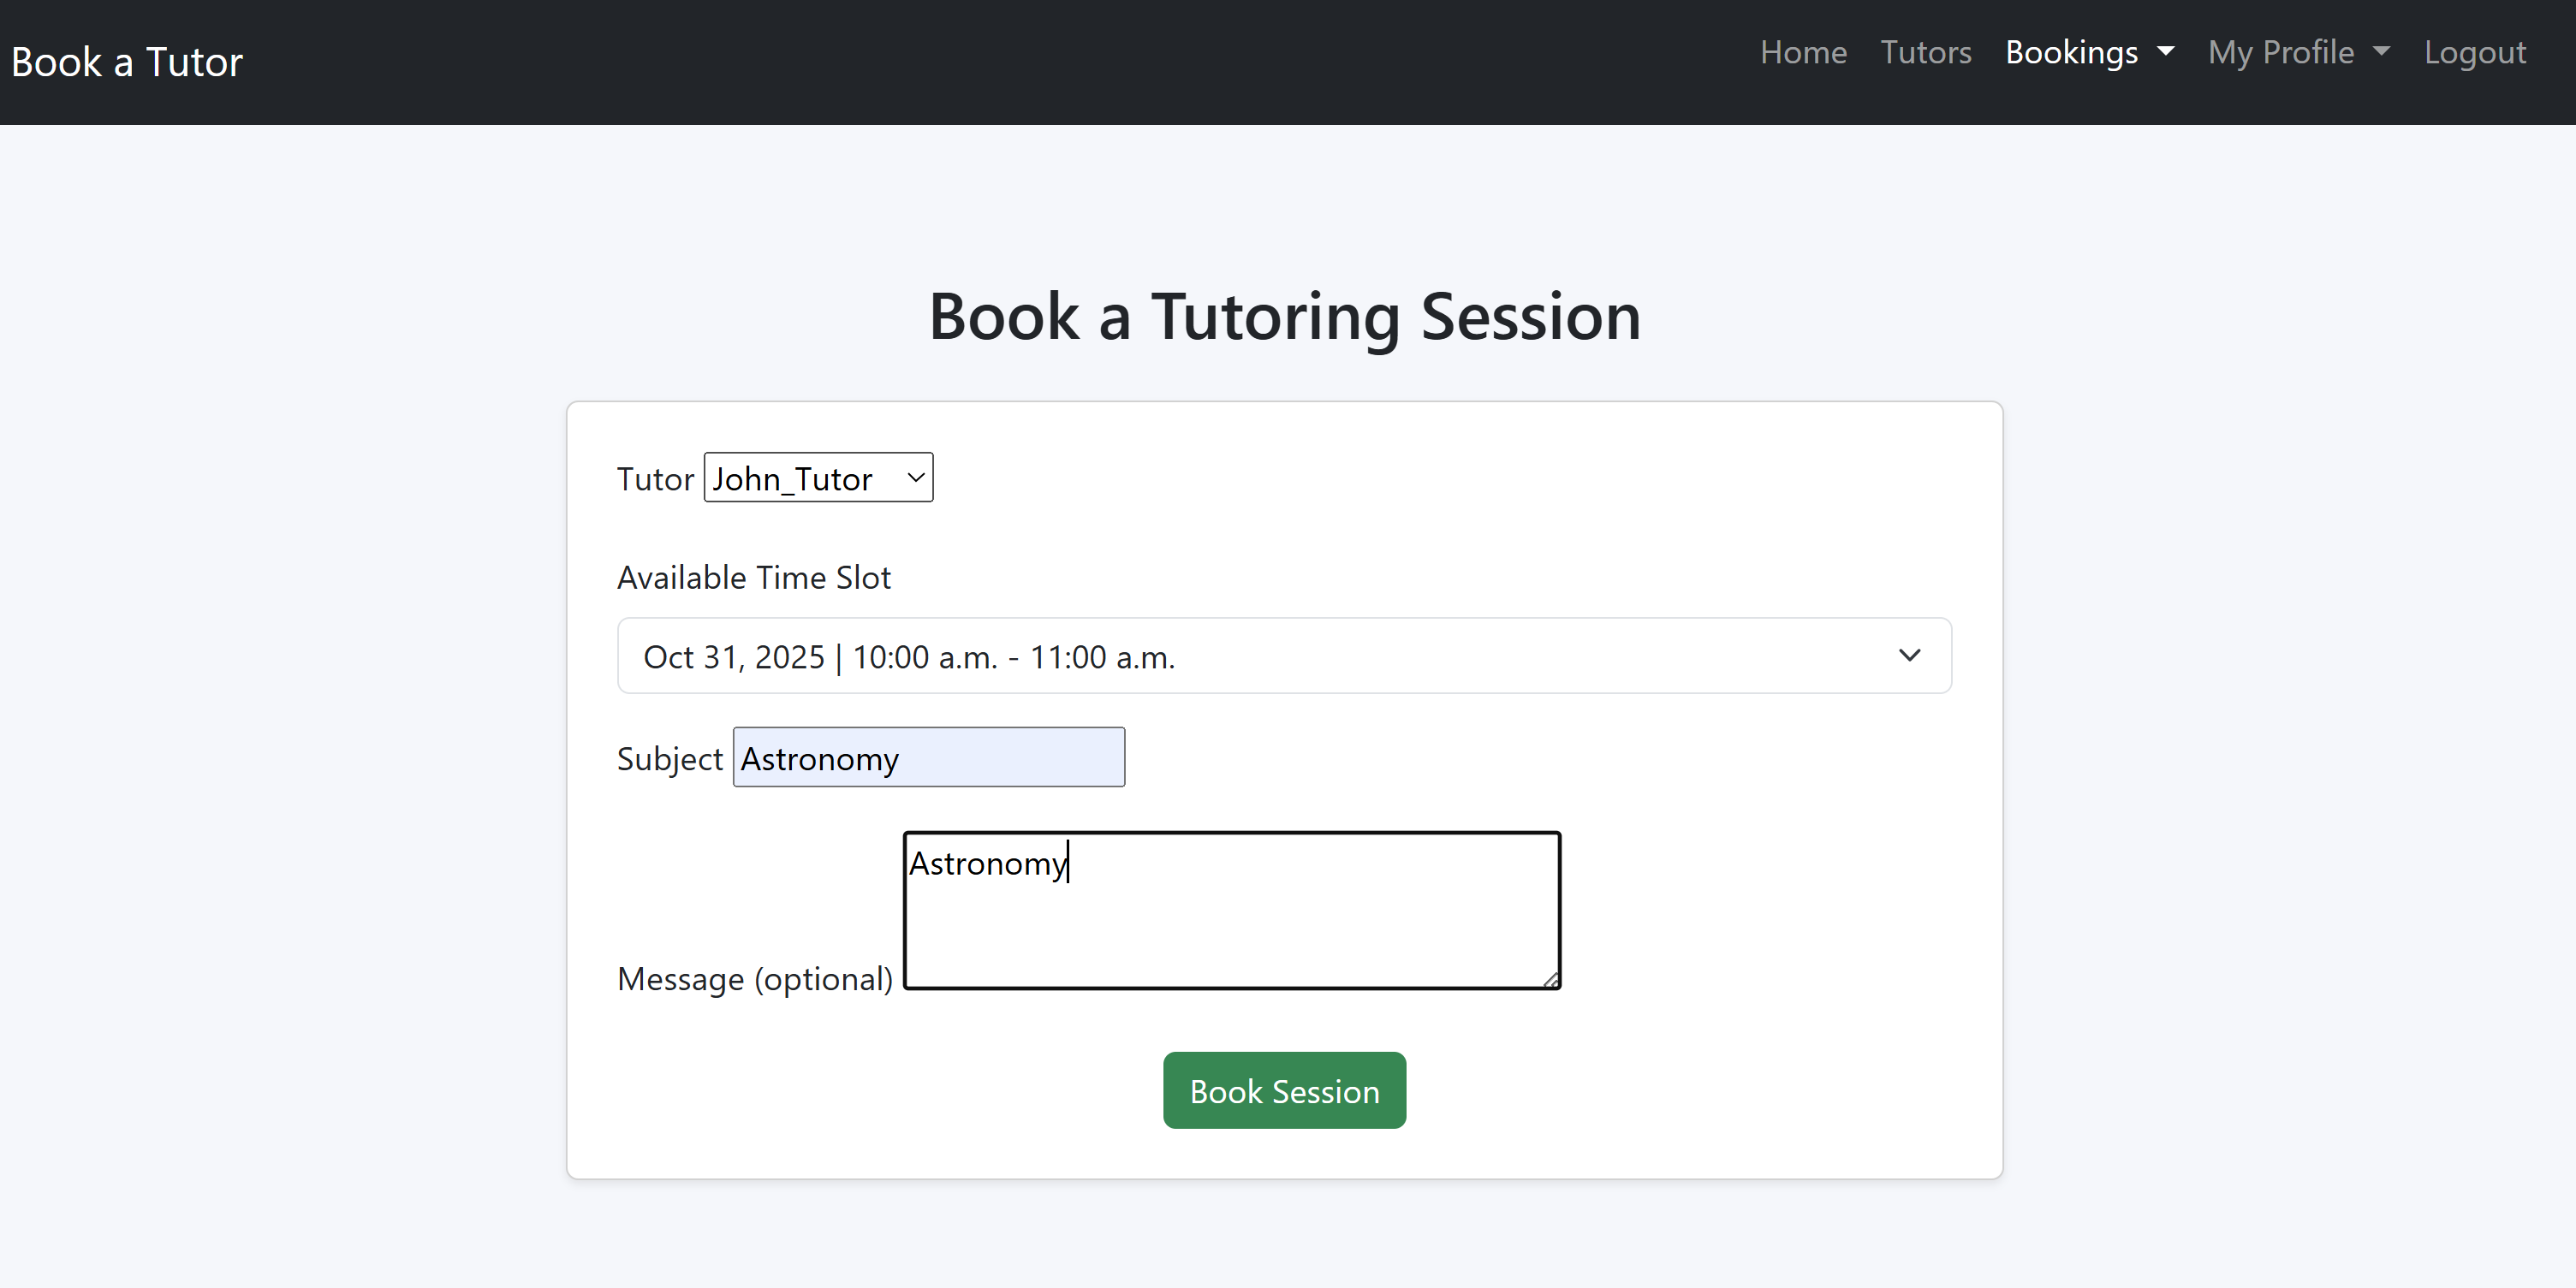 Book a Tutor
Home Tutors Bookings My Profile Logout
Book a Tutoring Session
Tutor John_Tutor
Available Time Slot
Oct 31, 2025 | 10:00 a.m. - 11:00 a.m.
Subject Astronomy
Astronomy
Message (optional)
Book Session